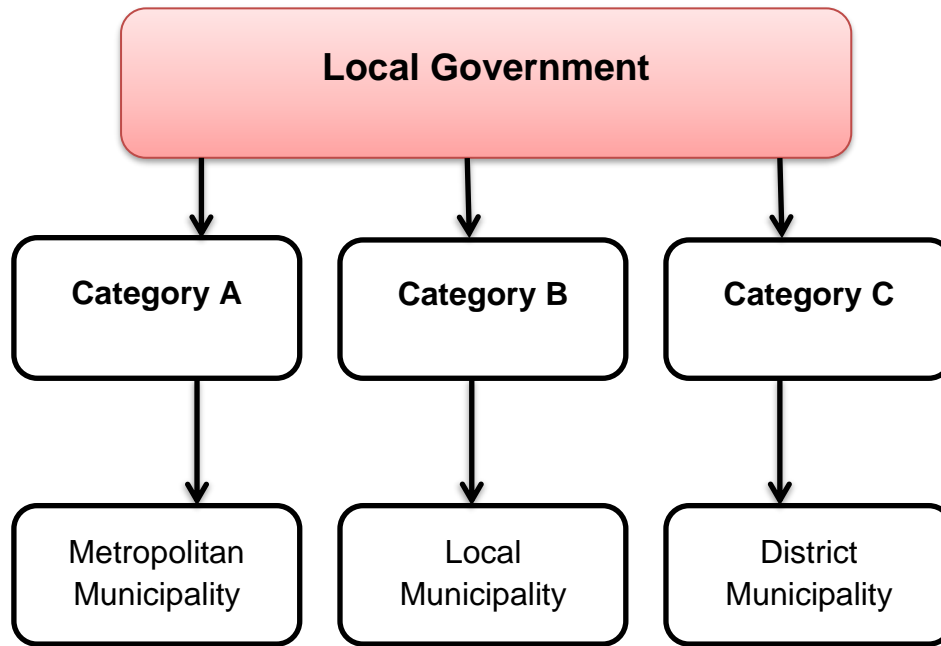 Local Government
Category A
Category B
Category C
Metropolitan
Municipality
Local
Municipality
District
Municipality